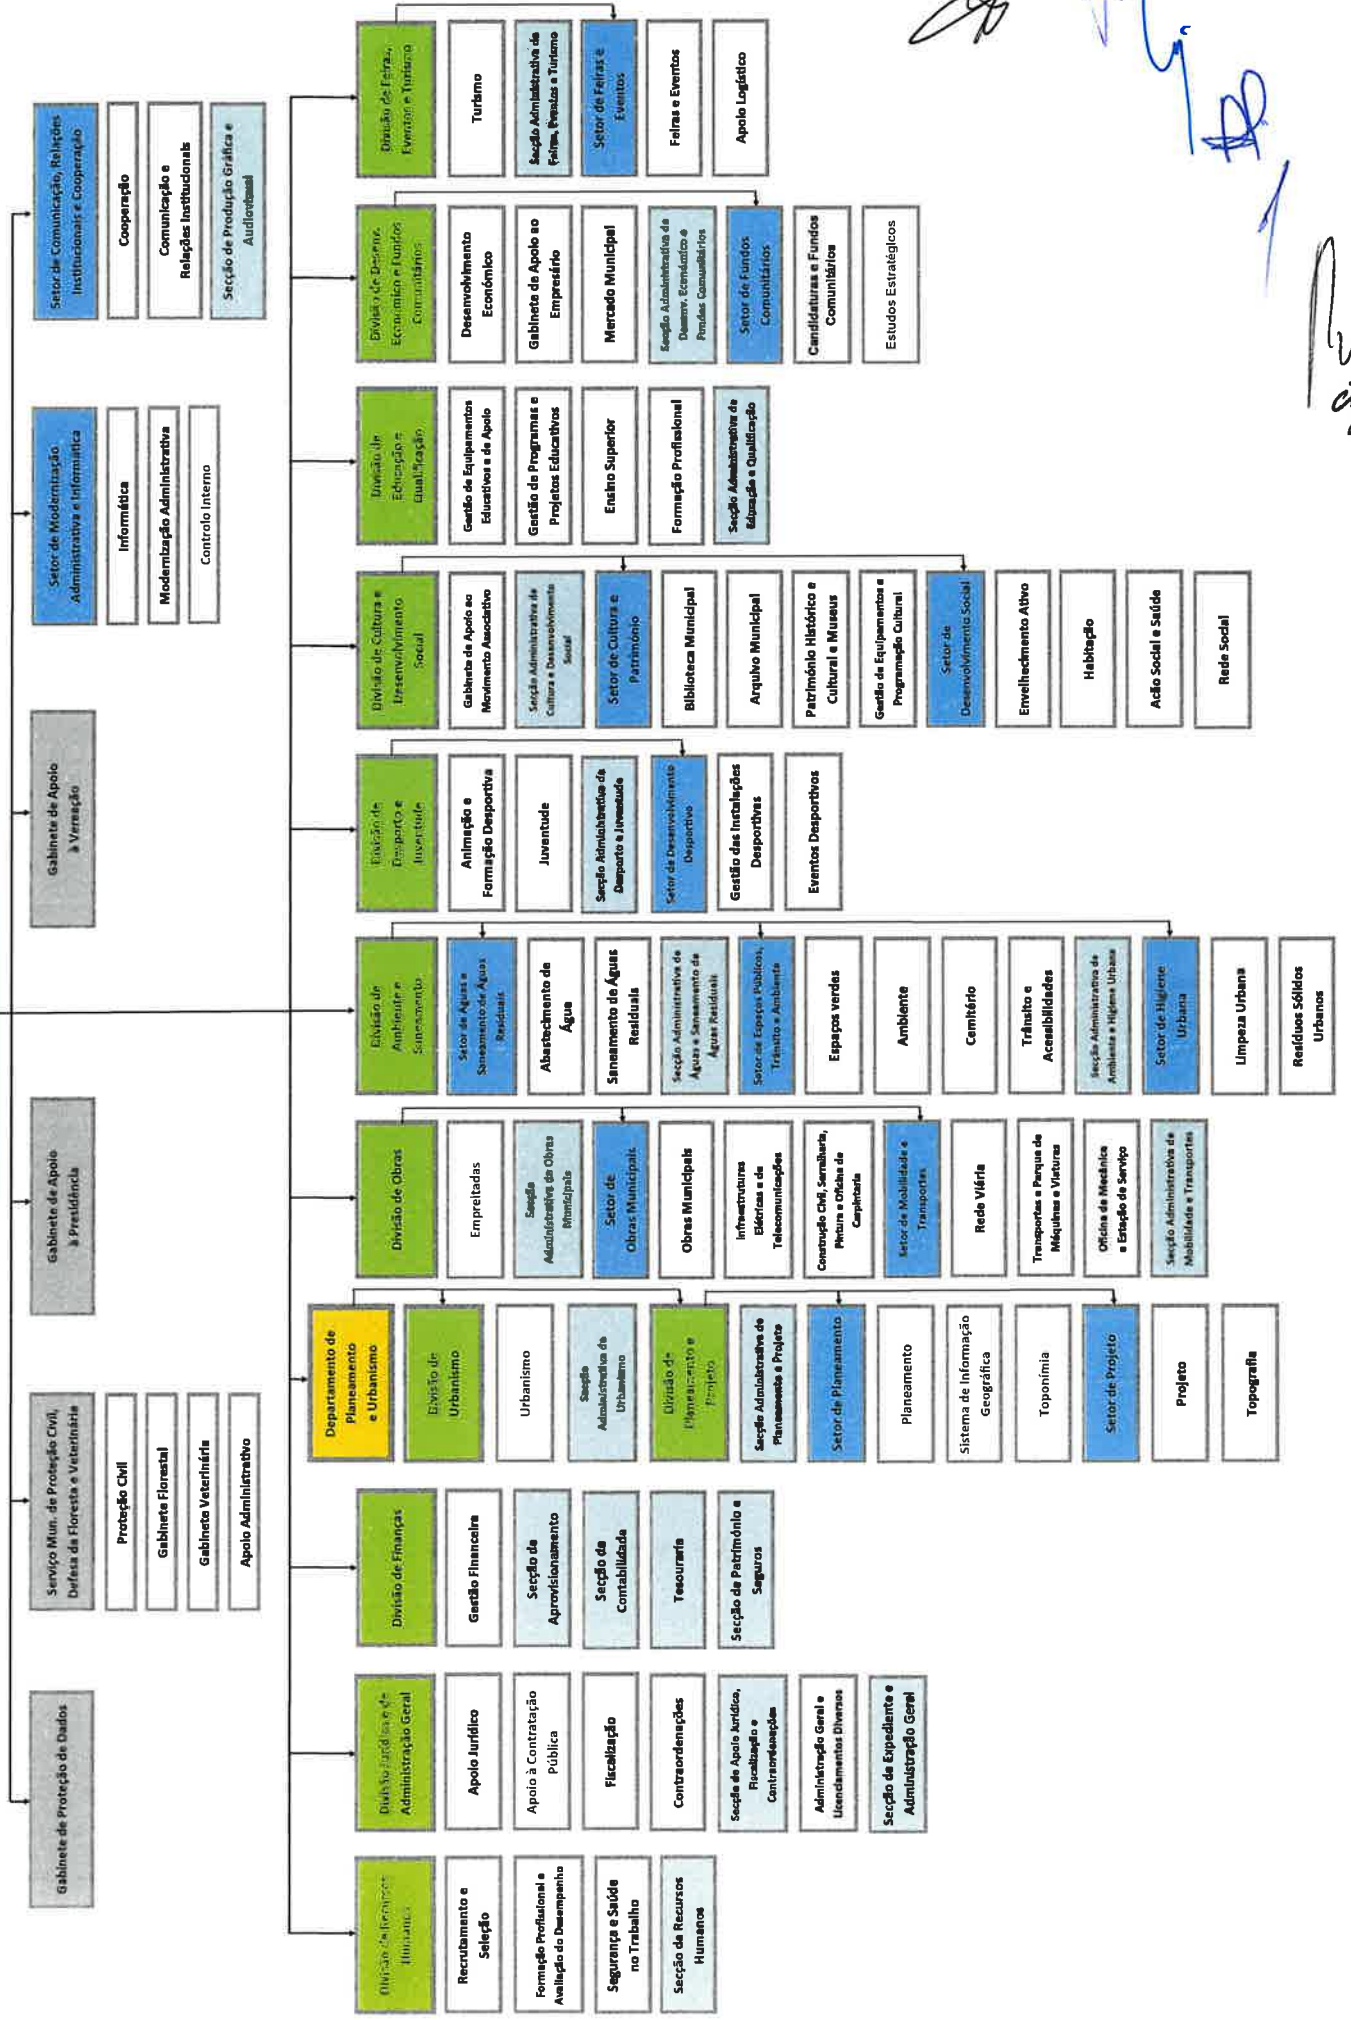 Gabinete de Proteção de Dados
Serviço Mun. de Proteção Civil,
Defesa da Floresta e Veterinária
Proteção Civil
Gabinete Florestal
Gabinete Veterinário
Apoio Administrativo
Gabinete de Apoio
à Presidência
Gabinete de Apoio
à Vereação
Setor de Modernização
Administrativa e Informática
Informática
Modernização Administrativa
Controlo Interno
Setor de Comunicação, Relações
Institucionais e Cooperação
Cooperação
Comunicação e
Relações Institucionais
Secção de Produção Gráfica e
Audiovisual
Divisão de Recursos
Humanos
Recrutamento e
Seleção
Formação Profissional e
Avaliação do Desempenho
Segurança e Saúde
no Trabalho
Secção de Recursos
Humanos
Divisão Jurídica e de
Administração Geral
Apoio Jurídico
Apoio à Contratação
Pública
Fiscalização
Contraordenações
Secção de Apoio Jurídico,
Fiscalização e
Contraordenações
Administração Geral e
Licenciamentos Diversos
Secção de Expediente e
Administração Geral
Divisão de Finanças
Gestão Financeira
Secção de
Aprovisionamento
Secção de
Contabilidade
Tesouraria
Secção de Património e
Seguros
Departamento de
Planeamento
e Urbanismo
Divisão de
Urbanismo
Urbanismo
Secção
Administrativa de
Urbanismo
Divisão de
Planeamento e
Projeto
Secção Administrativa de
Planeamento e Projeto
Setor de Planeamento
Planeamento
Sistema de Informação
Geográfica
Toponímia
Setor de Projeto
Projeto
Topografia
Divisão de Obras
Empreitadas
Secção
Administrativa de Obras
Municipais
Setor de
Obras Municipais
Obras Municipais
Infraestruturas
Elétricas e de
Telecomunicações
Construção Civil, Serralharia,
Pintura e Oficina de
Carpintaria
Setor de Mobilidade e
Transportes
Rede Viária
Transportes e Parque de
Máquinas e Viaturas
Oficina de Mecânica
e Estação de Serviço
Secção Administrativa de
Mobilidade e Transportes
Divisão de
Ambiente e
Saneamento
Setor de Águas e
Saneamento de Águas
Residuais
Abastecimento de
Água
Saneamento de Águas
Residuais
Secção Administrativa de
Águas e Saneamento de
Águas Residuais
Setor de Espaços Públicos,
Trânsito e Ambiente
Espaços verdes
Ambiente
Cemitério
Trânsito e
Acessibilidades
Secção Administrativa de
Ambiente e Higiene Urbana
Setor de Higiene
Urbana
Limpeza Urbana
Resíduos Sólidos
Urbanos
Divisão de
Desporto e
Juventude
Animação e
Formação Desportiva
Juventude
Secção Administrativa de
Desporto e Juventude
Setor de Desenvolvimento
Desportivo
Gestão das Instalações
Desportivas
Eventos Desportivos
Divisão de Cultura e
Desenvolvimento
Social
Gabinete de Apoio ao
Movimento Associativo
Secção Administrativa de
Cultura e Desenvolvimento
Social
Setor de Cultura e
Património
Biblioteca Municipal
Arquivo Municipal
Património Histórico e
Cultural e Museus
Gestão de Equipamentos e
Programação Cultural
Setor de
Desenvolvimento Social
Envelhecimento Ativo
Habitação
Ação Social e Saúde
Rede Social
Divisão de
Educação e
Qualificação
Gestão de Equipamentos
Educativos e de Apoio
Gestão de Programas e
Projetos Educativos
Ensino Superior
Formação Profissional
Secção Administrativa de
Educação e Qualificação
Divisão de Desenv.
Económico e Fundos
Comunitários
Desenvolvimento
Económico
Gabinete de Apoio ao
Empresário
Mercado Municipal
Secção Administrativa de
Desenv. Económico e
Fundos Comunitários
Setor de Fundos
Comunitários
Candidaturas e Fundos
Comunitários
Estudos Estratégicos
Divisão de Feiras,
Eventos e Turismo
Turismo
Secção Administrativa de
Feiras, Eventos e Turismo
Setor de Feiras e
Eventos
Feiras e Eventos
Apoio Logístico